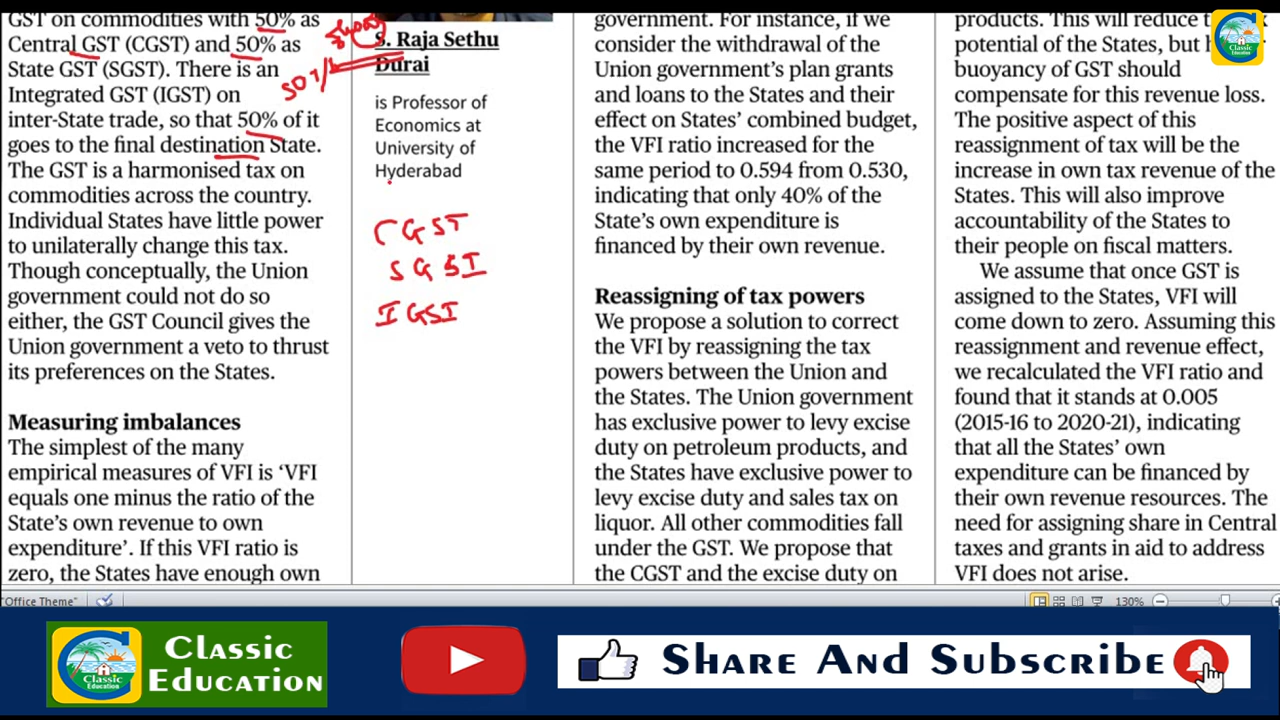 GST on commodities with 50% as
Central GST (CGST) and 50% as
State GST (SGST). There is an
Integrated GST (IGST) on
inter-State trade, so that 50% of it
goes to the final destination State.
The GST is a harmonised tax on
commodities across the country.
Individual States have little power
to unilaterally change this tax.
Though conceptually, the Union
government could not do so
either, the GST Council gives the
Union government a veto to thrust
its preferences on the States.
Measuring imbalances
The simplest of the many
empirical measures of VFI is ‘VFI
equals one minus the ratio of the
State’s own revenue to own
expenditure’. If this VFI ratio is
zero, the States have enough own
50%
S. Raja Sethu
Durai
is Professor of
Economics at
University of
Hyderabad
CGST
SGST
IGST
government. For instance, if we
consider the withdrawal of the
Union government’s plan grants
and loans to the States and their
effect on States’ combined budget,
the VFI ratio increased for the
same period to 0.594 from 0.530,
indicating that only 40% of the
State’s own expenditure is
financed by their own revenue.
Reassigning of tax powers
We propose a solution to correct
the VFI by reassigning the tax
powers between the Union and
the States. The Union government
has exclusive power to levy excise
duty on petroleum products, and
the States have exclusive power to
levy excise duty and sales tax on
liquor. All other commodities fall
under the GST. We propose that
the CGST and the excise duty on
products. This will reduce
potential of the States, but
buoyancy of GST should
compensate for this revenue loss.
The positive aspect of this
reassignment of tax will be the
increase in own tax revenue of the
States. This will also improve
accountability of the States to
their people on fiscal matters.
We assume that once GST is
assigned to the States, VFI will
come down to zero. Assuming this
reassignment and revenue effect,
we recalculated the VFI ratio and
found that it stands at 0.005
(2015-16 to 2020-21), indicating
that all the States’ own
expenditure can be financed by
their own revenue resources. The
need for assigning share in Central
taxes and grants in aid to address
VFI does not arise.
Classic
Education
"Office Theme"
130%
Classic
Education
Classic
Education
Share And Subscribe